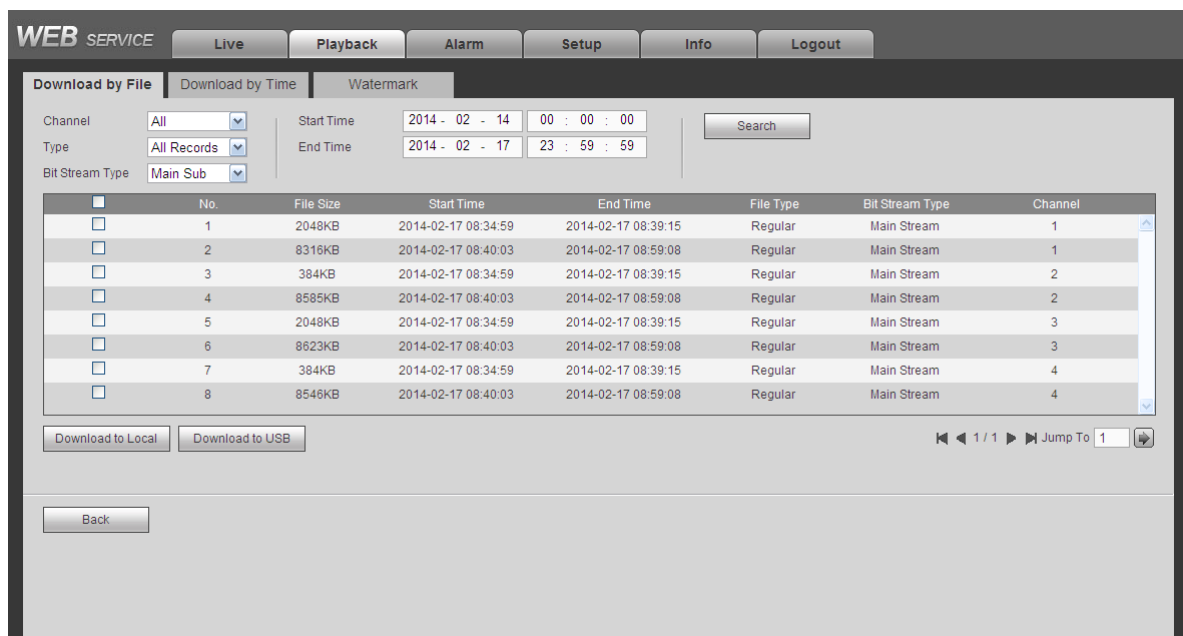 WEB SERVICE Live Playback Alarm Setup Info Logout
Download by File Download by Time Watermark
Channel All Start Time 2014 - 02 - 14 00 : 00 : 00 Search
Type All Records End Time 2014 - 02 - 17 23 : 59 : 59
Bit Stream Type Main Sub
No. File Size Start Time End Time File Type Bit Stream Type Channel
1 2048KB 2014-02-17 08:34:59 2014-02-17 08:39:15 Regular Main Stream 1
2 8316KB 2014-02-17 08:40:03 2014-02-17 08:59:08 Regular Main Stream 1
3 384KB 2014-02-17 08:34:59 2014-02-17 08:39:15 Regular Main Stream 2
4 8585KB 2014-02-17 08:40:03 2014-02-17 08:59:08 Regular Main Stream 2
5 2048KB 2014-02-17 08:34:59 2014-02-17 08:39:15 Regular Main Stream 3
6 8623KB 2014-02-17 08:40:03 2014-02-17 08:59:08 Regular Main Stream 3
7 384KB 2014-02-17 08:34:59 2014-02-17 08:39:15 Regular Main Stream 4
8 8546KB 2014-02-17 08:40:03 2014-02-17 08:59:08 Regular Main Stream 4
Download to Local Download to USB 1 / 1 Jump To 1
Back